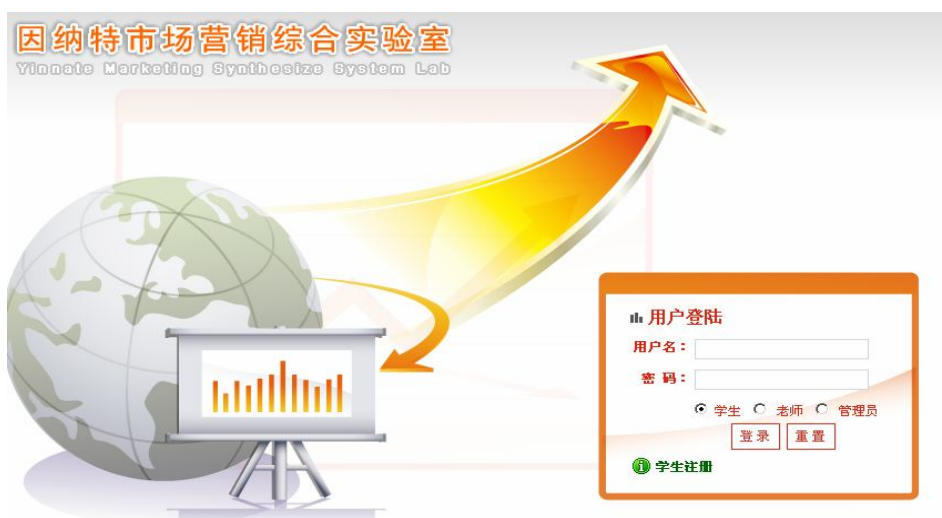 因纳特市场营销综合实验室
Yinnate Marketing Synthesize System Lab
用户登陆
用户名：
密 码：
学生 老师 管理员
登录 重置
学生注册